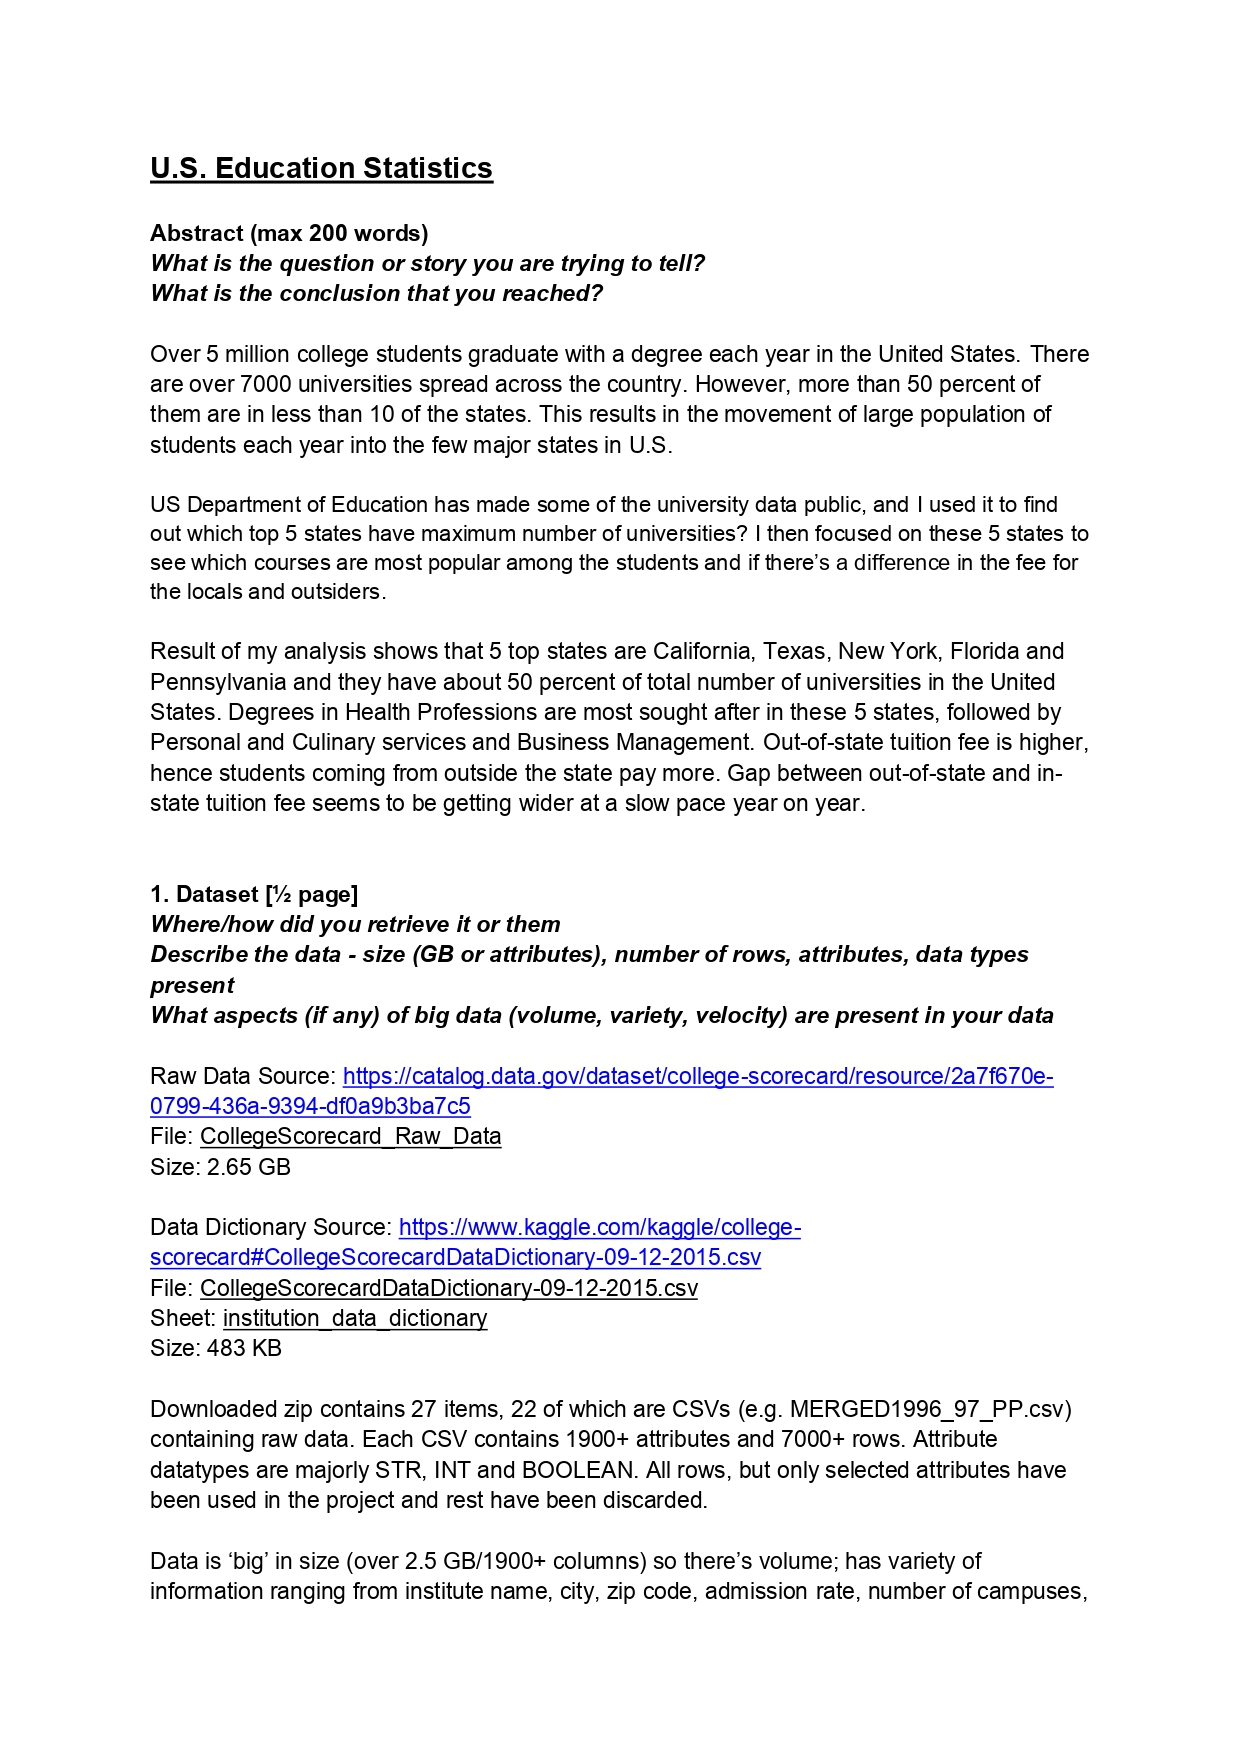 U.S. Education Statistics
Abstract (max 200 words)
What is the question or story you are trying to tell?
What is the conclusion that you reached?
Over 5 million college students graduate with a degree each year in the United States. There
are over 7000 universities spread across the country. However, more than 50 percent of
them are in less than 10 of the states. This results in the movement of large population of
students each year into the few major states in U.S.
US Department of Education has made some of the university data public, and I used it to find
out which top 5 states have maximum number of universities? I then focused on these 5 states to
see which courses are most popular among the students and if there’s a difference in the fee for
the locals and outsiders.
Result of my analysis shows that 5 top states are California, Texas, New York, Florida and
Pennsylvania and they have about 50 percent of total number of universities in the United
States. Degrees in Health Professions are most sought after in these 5 states, followed by
Personal and Culinary services and Business Management. Out-of-state tuition fee is higher,
hence students coming from outside the state pay more. Gap between out-of-state and in-
state tuition fee seems to be getting wider at a slow pace year on year.
1. Dataset [½ page]
Where/how did you retrieve it or them
Describe the data - size (GB or attributes), number of rows, attributes, data types
present
What aspects (if any) of big data (volume, variety, velocity) are present in your data
Raw Data Source: https://catalog.data.gov/dataset/college-scorecard/resource/2a7f670e-
0799-436a-9394-df0a9b3ba7c5
File: CollegeScorecard_Raw_Data
Size: 2.65 GB
Data Dictionary Source: https://www.kaggle.com/kaggle/college-
scorecard#CollegeScorecardDataDictionary-09-12-2015.csv
File: CollegeScorecardDataDictionary-09-12-2015.csv
Sheet: institution_data_dictionary
Size: 483 KB
Downloaded zip contains 27 items, 22 of which are CSVs (e.g. MERGED1996_97_PP.csv)
containing raw data. Each CSV contains 1900+ attributes and 7000+ rows. Attribute
datatypes are majorly STR, INT and BOOLEAN. All rows, but only selected attributes have
been used in the project and rest have been discarded.
Data is ‘big’ in size (over 2.5 GB/1900+ columns) so there’s volume; has variety of
information ranging from institute name, city, zip code, admission rate, number of campuses,